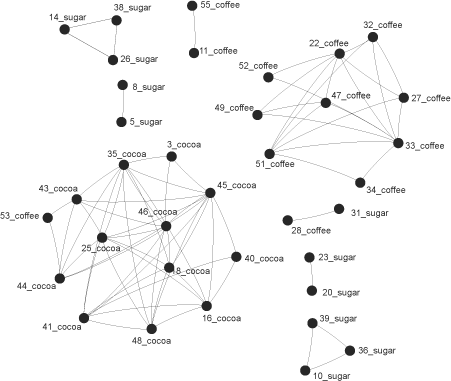 38_sugar
55_coffee
14_sugar
32_coffee
22_coffee
11_coffee
26_sugar
52_coffee
8_sugar
47_coffee
27_coffee
49_coffee
5_sugar
33_coffee
3_cocoa
35_cocoa
51_coffee
43_cocoa
45_cocoa
34_coffee
46_cocoa
53_coffee
31_sugar
28_coffee
25_cocoa
40_cocoa
23_sugar
18_cocoa
44_cocoa
20_sugar
16_cocoa
41_cocoa
39_sugar
48_cocoa
36_sugar
10_sugar